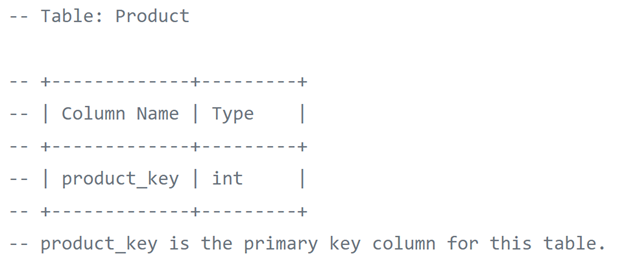 -- Table: Product
-- +-------------+---------+
-- | Column Name | Type    |
-- +-------------+---------+
-- | product_key | int     |
-- +-------------+---------+
-- product_key is the primary key column for this table.